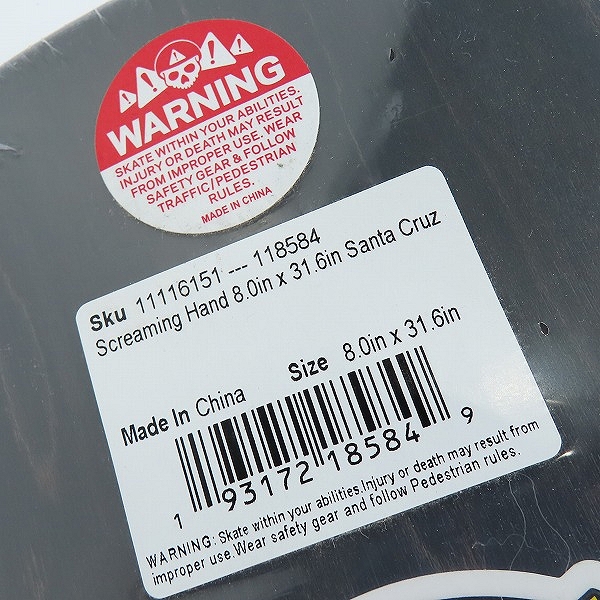 WARNING
SKATE WITHIN YOUR ABILITIES.
INJURY OR DEATH MAY RESULT
FROM IMPROPER USE. WEAR
SAFETY GEAR & FOLLOW
TRAFFIC/PEDESTRIAN
RULES.
MADE IN CHINA
Sku 11116151 --- 118584
Screaming Hand 8.0in x 31.6in Santa Cruz
Size 8.0in x 31.6in
Made In China
1 93172 18584 9
WARNING: Skate within your abilities.Injury or death may result from
improper use.Wear safety gear and follow Pedestrian rules.